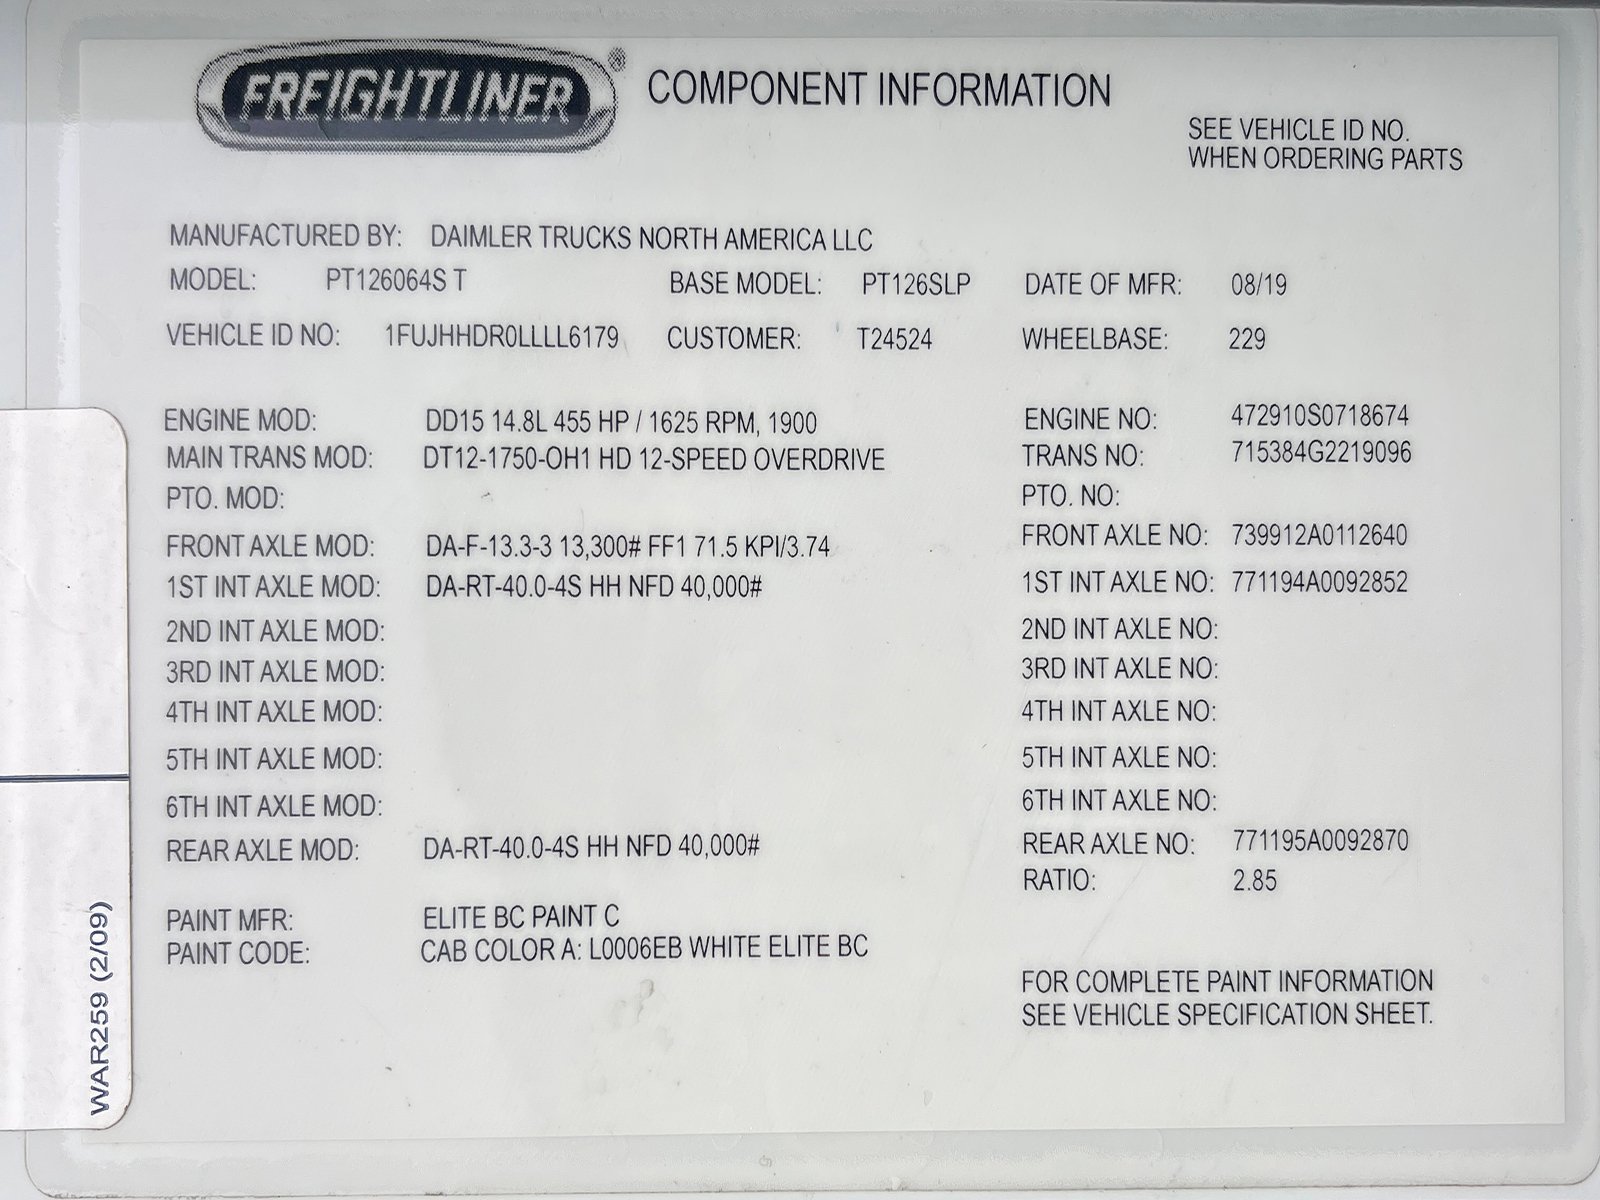 FREIGHTLINER® COMPONENT INFORMATION
SEE VEHICLE ID NO.
WHEN ORDERING PARTS
MANUFACTURED BY: DAIMLER TRUCKS NORTH AMERICA LLC
MODEL: PT126064S T BASE MODEL: PT126SLP DATE OF MFR: 08/19
VEHICLE ID NO: 1FUJHHDR0LLLL6179 CUSTOMER: T24524 WHEELBASE: 229
ENGINE MOD: DD15 14.8L 455 HP / 1625 RPM, 1900 ENGINE NO: 472910S0718674
MAIN TRANS MOD: DT12-1750-OH1 HD 12-SPEED OVERDRIVE TRANS NO: 715384G2219096
PTO. MOD: PTO. NO:
FRONT AXLE MOD: DA-F-13.3-3 13,300# FF1 71.5 KPI/3.74 FRONT AXLE NO: 739912A0112640
1ST INT AXLE MOD: DA-RT-40.0-4S HH NFD 40,000# 1ST INT AXLE NO: 771194A0092852
2ND INT AXLE MOD: 2ND INT AXLE NO:
3RD INT AXLE MOD: 3RD INT AXLE NO:
4TH INT AXLE MOD: 4TH INT AXLE NO:
5TH INT AXLE MOD: 5TH INT AXLE NO:
6TH INT AXLE MOD: 6TH INT AXLE NO:
REAR AXLE MOD: DA-RT-40.0-4S HH NFD 40,000# REAR AXLE NO: 771195A0092870
RATIO: 2.85
PAINT MFR: ELITE BC PAINT C
PAINT CODE: CAB COLOR A: L0006EB WHITE ELITE BC
FOR COMPLETE PAINT INFORMATION
SEE VEHICLE SPECIFICATION SHEET.
WAR259 (2/09)